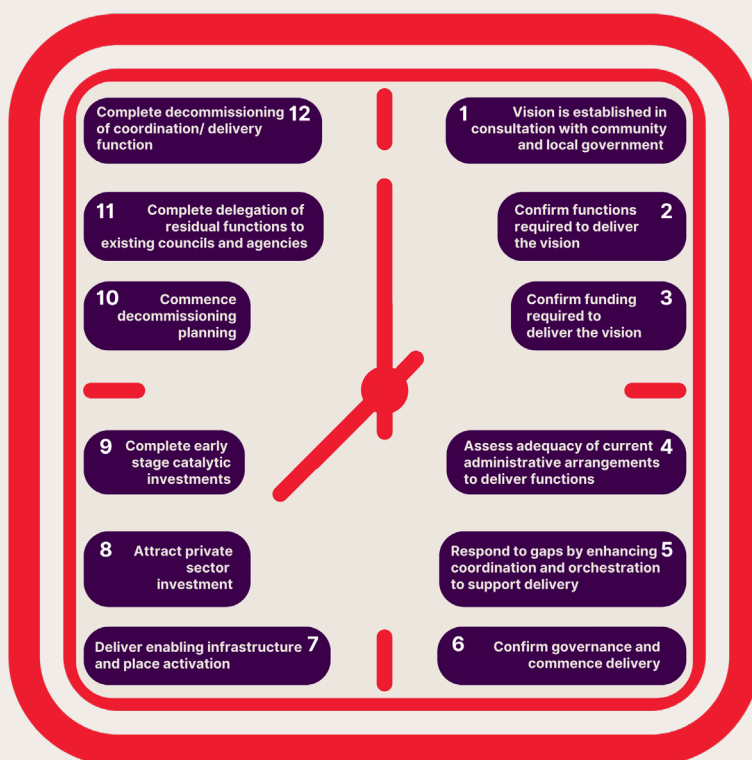 1 Vision is established in
consultation with community
and local government
Confirm functions 2
required to deliver
the vision
Confirm funding 3
required to
deliver the vision
Assess adequacy of current 4
administrative arrangements
to deliver functions
Respond to gaps by enhancing 5
coordination and orchestration
to support delivery
6 Confirm governance and
commence delivery
Deliver enabling infrastructure 7
and place activation
8 Attract private
sector
investment
9 Complete early
stage catalytic
investments
10 Commence
decommissioning
planning
11 Complete delegation of
residual functions to
existing councils and agencies
Complete decommissioning 12
of coordination/ delivery
function